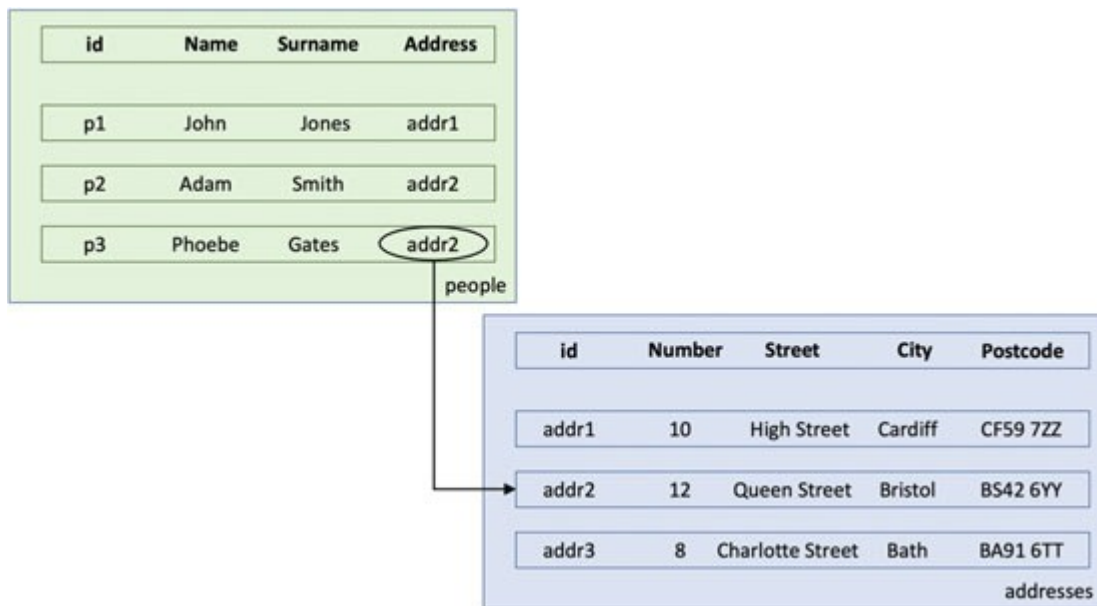 id Name Surname Address
p1 John Jones addr1
p2 Adam Smith addr2
p3 Phoebe Gates addr2
people
id Number Street City Postcode
addr1 10 High Street Cardiff CF59 7ZZ
addr2 12 Queen Street Bristol BS42 6YY
addr3 8 Charlotte Street Bath BA91 6TT
addresses